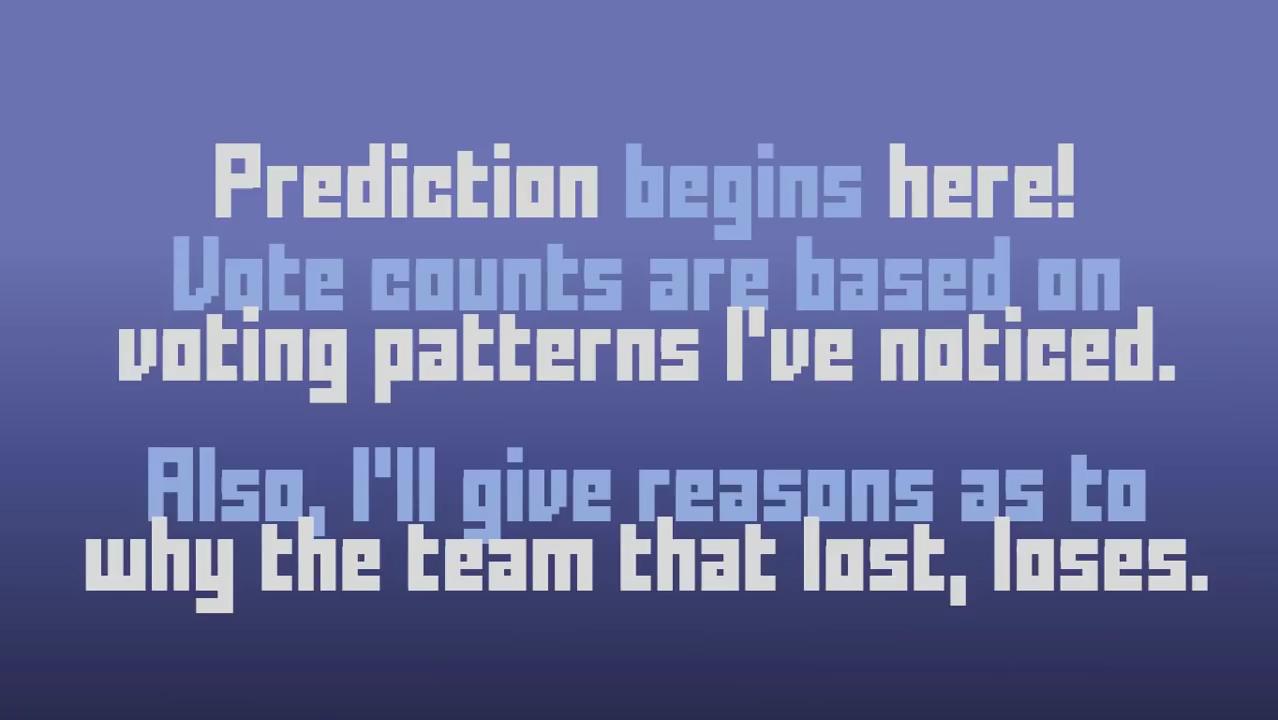 Prediction begins here!
Vote counts are based on
voting patterns I've noticed.
Also, I'll give reasons as to
why the team that lost, loses.